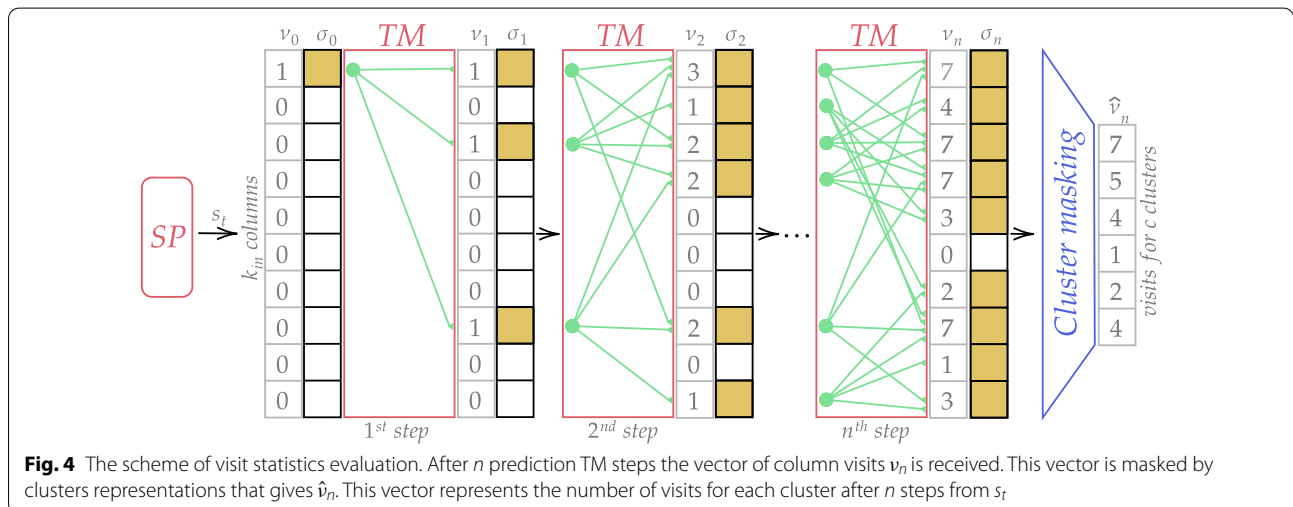 ν0 σ0 TM ν1 σ1 TM ν2 σ2 TM νn σn
1 1 3 7
0 0 1 4
0 1 2 7
0 0 2 7
0 0 0 3
0 0 0 0
0 0 0 2
0 1 2 7
0 0 0 1
0 0 1 3
SP
st
kin columns
...
Cluster masking
ν̂n
7
5
4
1
2
4
visits for c clusters
1st step 2nd step nth step
Fig. 4 The scheme of visit statistics evaluation. After n prediction TM steps the vector of column visits νn is received. This vector is masked by
clusters representations that gives ν̂n. This vector represents the number of visits for each cluster after n steps from st